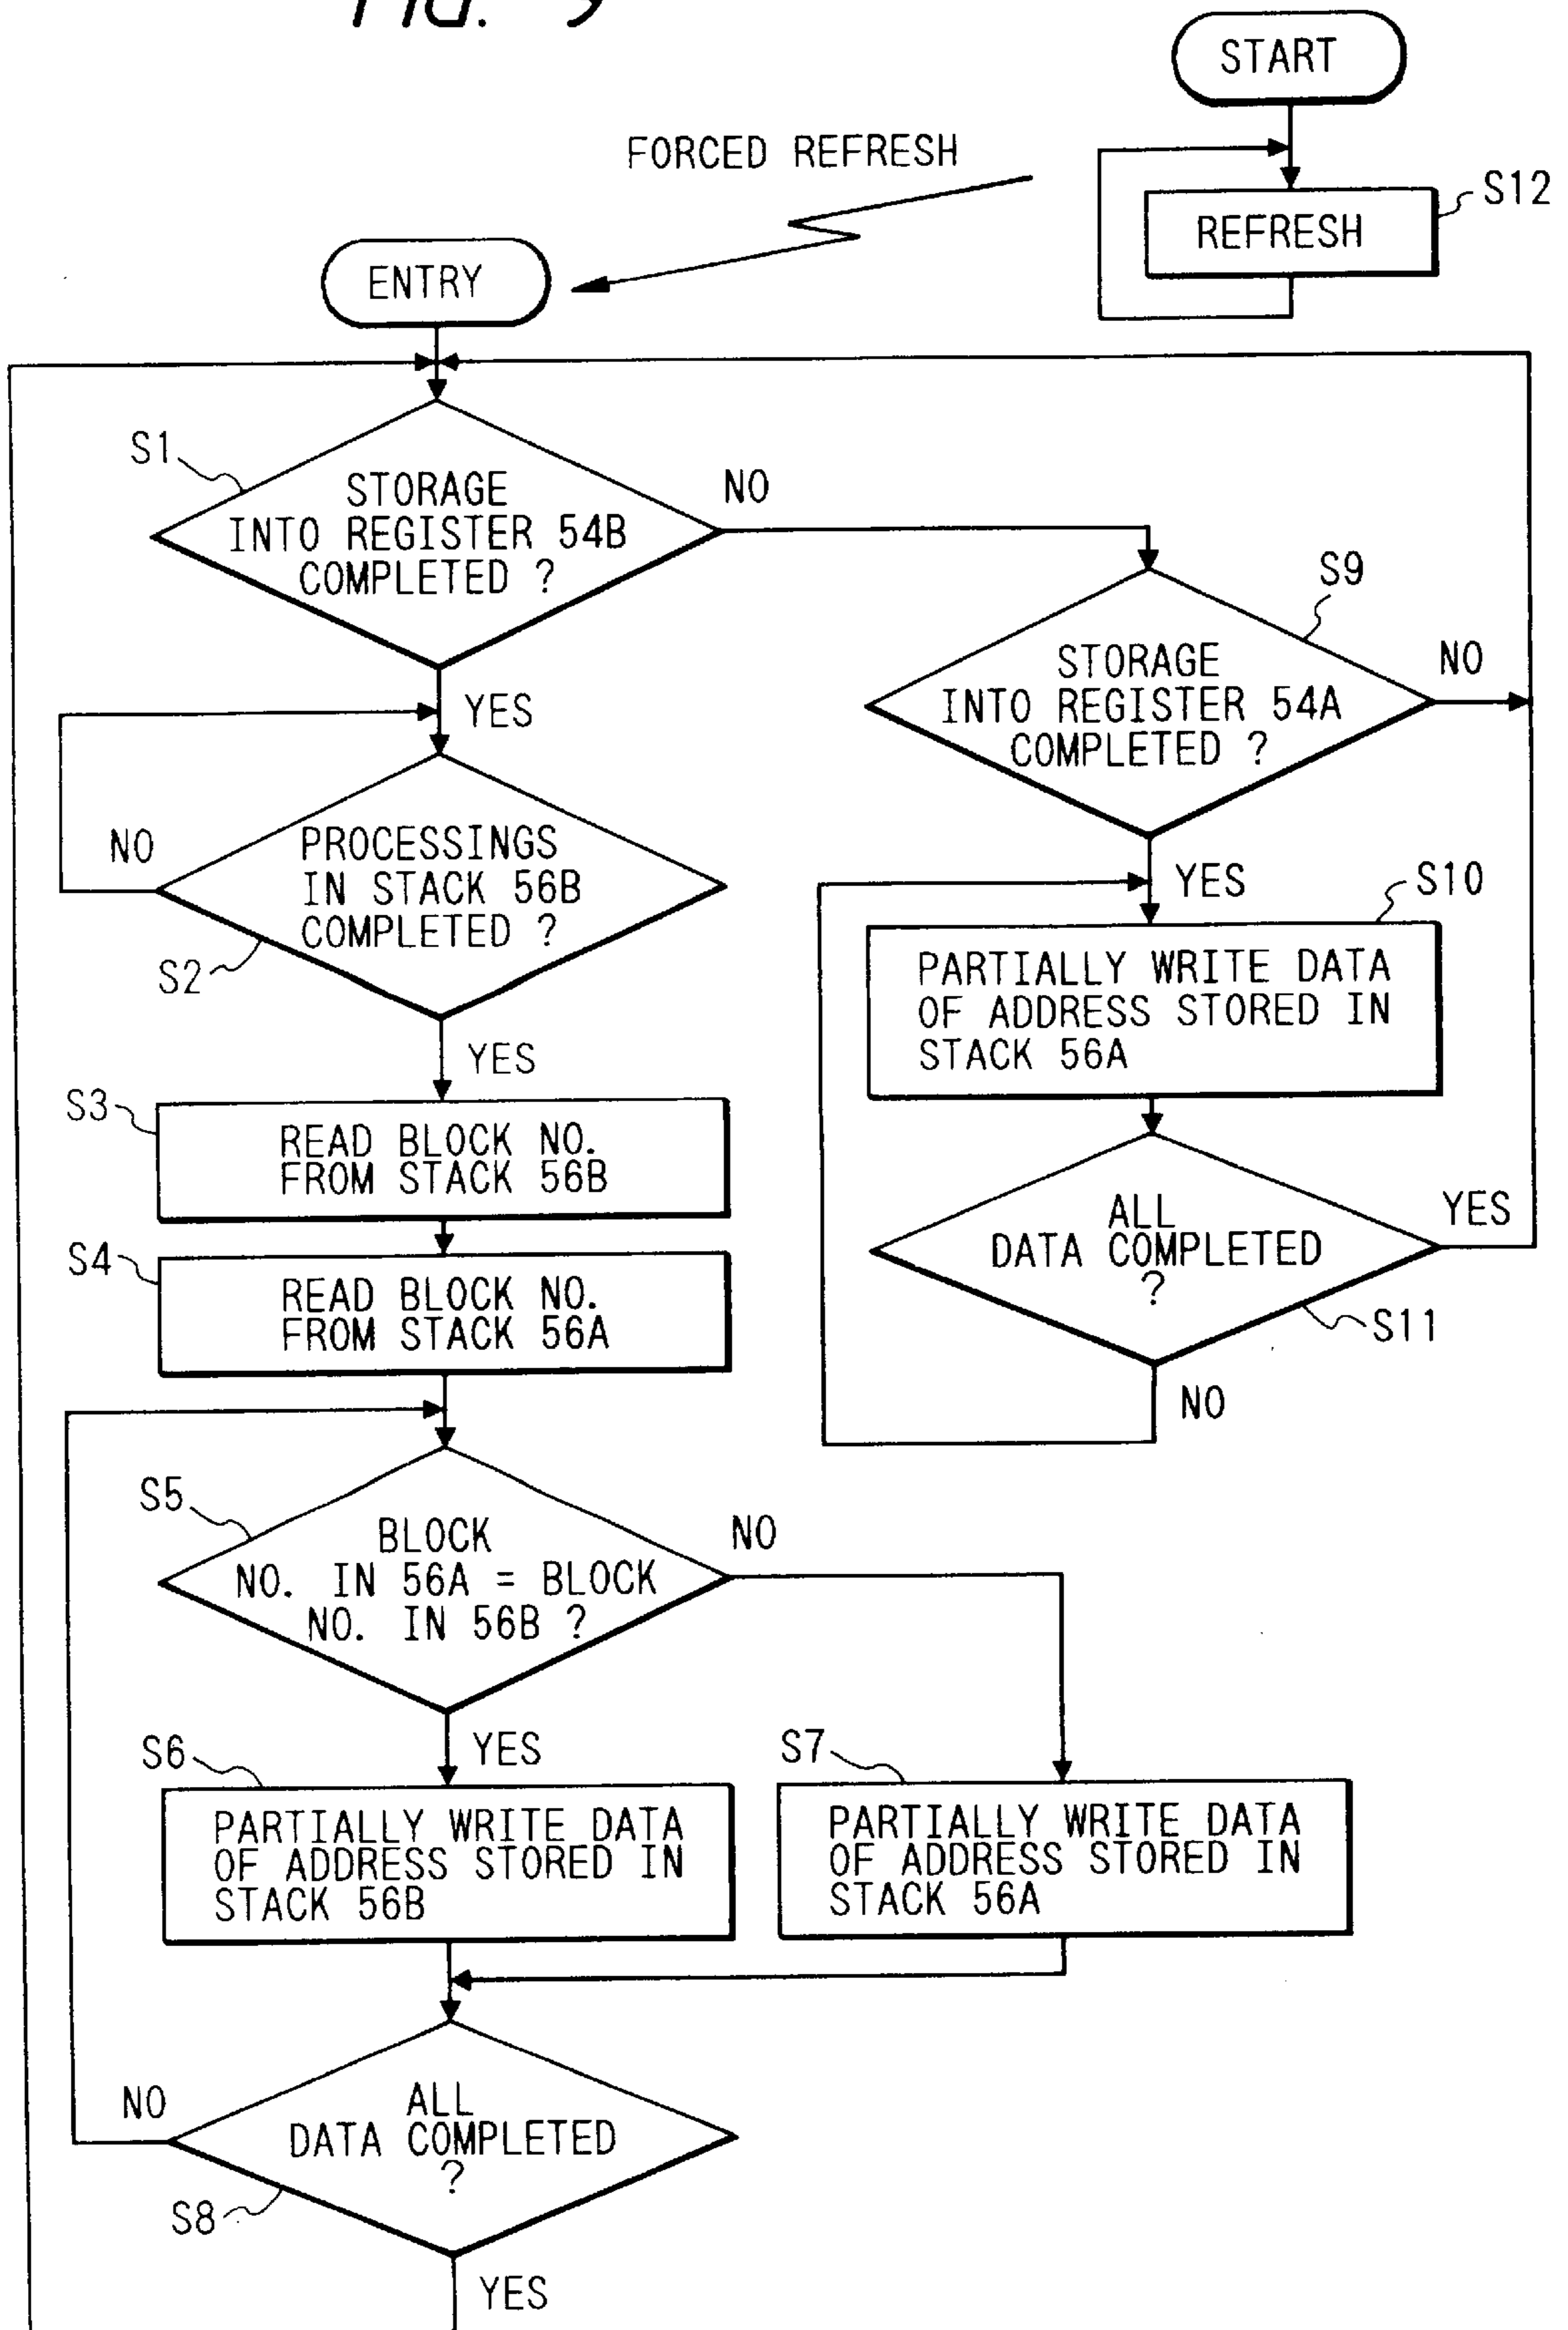 FIG. 9
START
FORCED REFRESH
S12
REFRESH
ENTRY
S1
STORAGE
INTO REGISTER 54B
COMPLETED ?
NO
S9
STORAGE
INTO REGISTER 54A
COMPLETED ?
NO
YES
NO
PROCESSINGS
IN STACK 56B
COMPLETED ?
S2
YES
S10
PARTIALLY WRITE DATA
OF ADDRESS STORED IN
STACK 56A
YES
S3
READ BLOCK NO.
FROM STACK 56B
ALL
DATA COMPLETED
?
YES
S11
NO
S4
READ BLOCK NO.
FROM STACK 56A
S5
BLOCK
NO. IN 56A = BLOCK
NO. IN 56B ?
NO
YES
S6
PARTIALLY WRITE DATA
OF ADDRESS STORED IN
STACK 56B
S7
PARTIALLY WRITE DATA
OF ADDRESS STORED IN
STACK 56A
NO
ALL
DATA COMPLETED
?
S8
YES